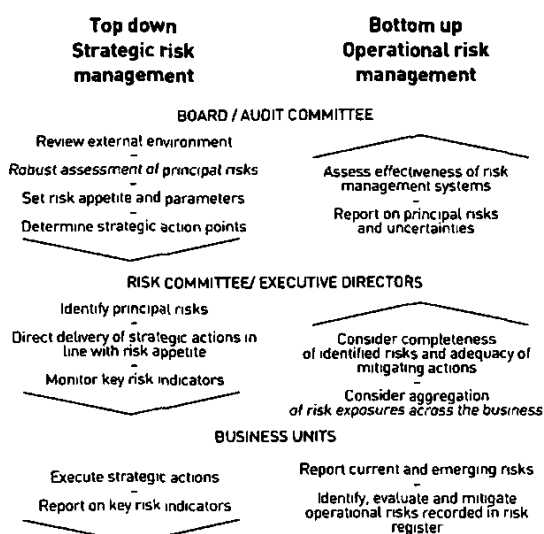 Top down
Strategic risk
management
Bottom up
Operational risk
management
BOARD / AUDIT COMMITTEE
Review external environment
–
Robust assessment of principal risks
–
Set risk appetite and parameters
–
Determine strategic action points
Assess effectiveness of risk
management systems
–
Report on principal risks
and uncertainties
RISK COMMITTEE/ EXECUTIVE DIRECTORS
Identify principal risks
–
Direct delivery of strategic actions in
line with risk appetite
–
Monitor key risk indicators
Consider completeness
of identified risks and adequacy of
mitigating actions
–
Consider aggregation
of risk exposures across the business
BUSINESS UNITS
Execute strategic actions
–
Report on key risk indicators
Report current and emerging risks
–
Identify, evaluate and mitigate
operational risks recorded in risk
register